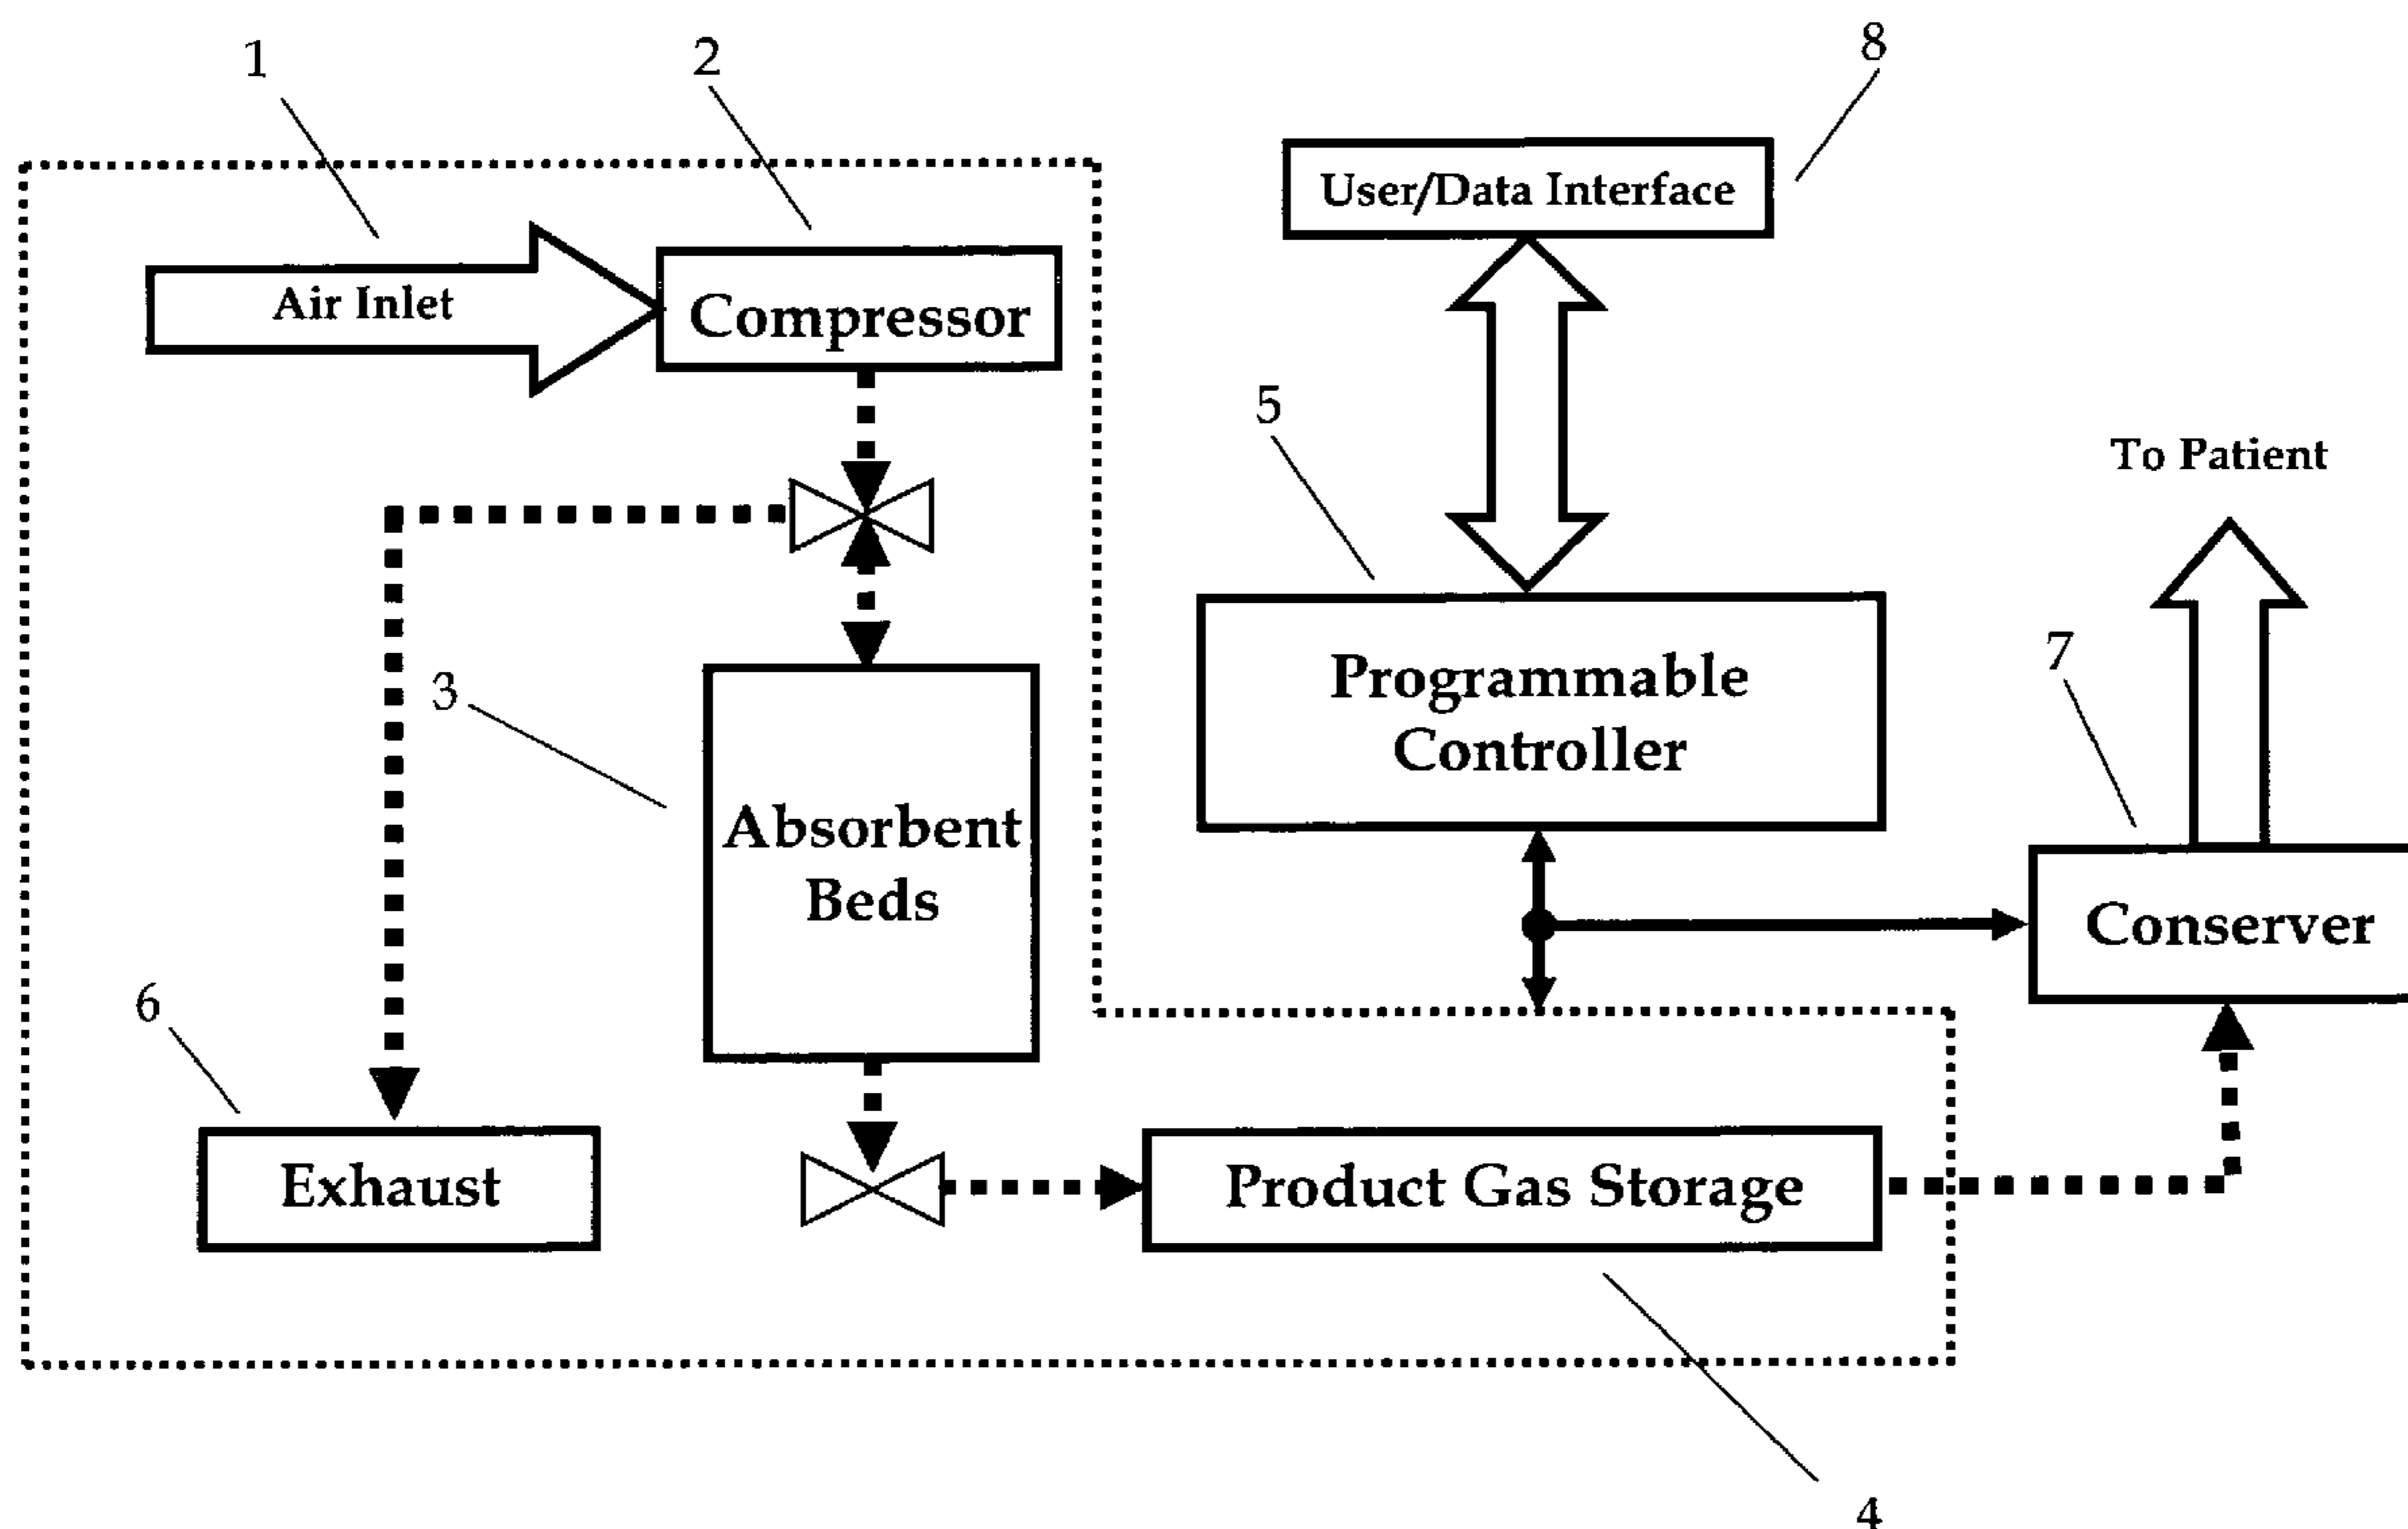 1
2
8
User/Data Interface
Air Inlet
Compressor
5
To Patient
Programmable
Controller
7
3
Absorbent
Beds
Conserver
6
Exhaust
Product Gas Storage
4